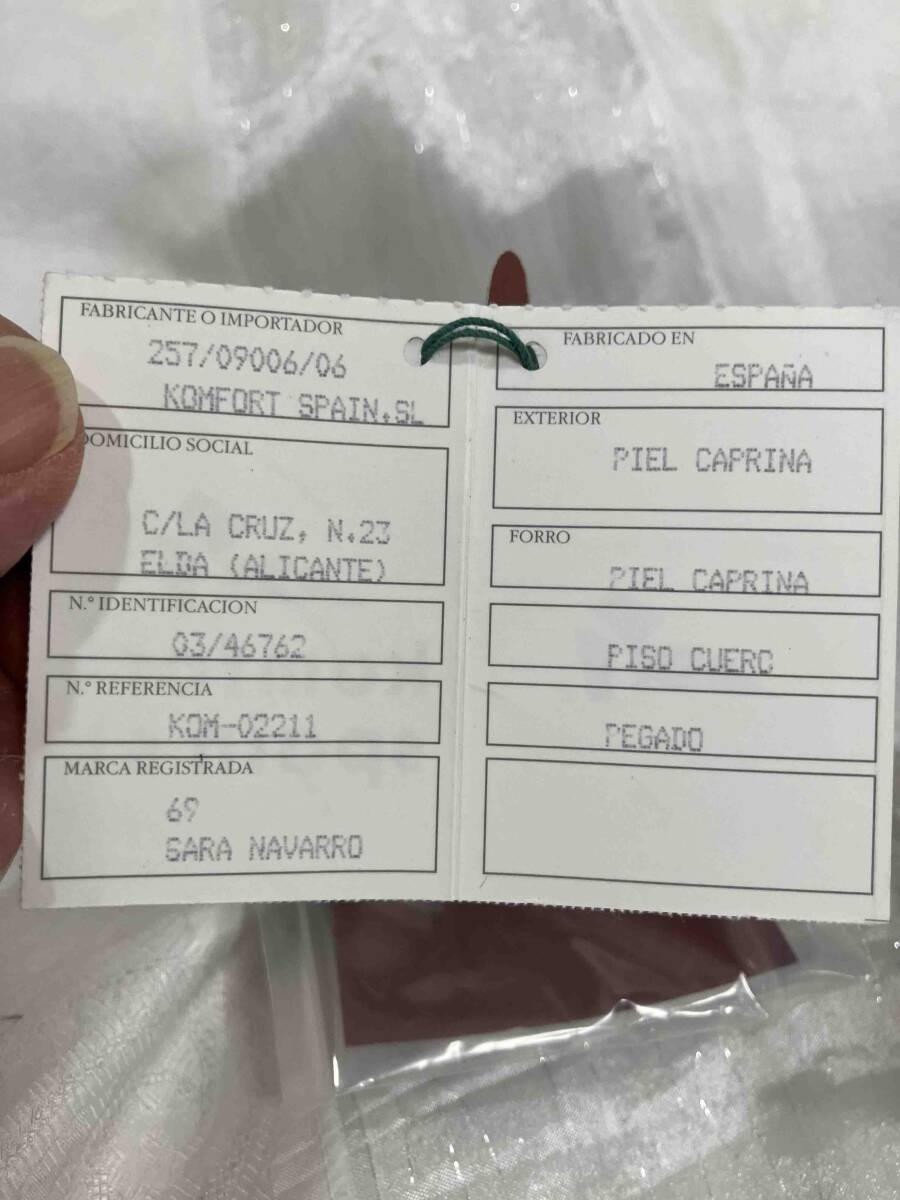 FABRICANTE O IMPORTADOR
257/09006/06
KOMFORT SPAIN.SL
DOMICILIO SOCIAL
C/LA CRUZ, N.23
ELDA (ALICANTE)
N.° IDENTIFICACION
03/46762
N.° REFERENCIA
KOM-02211
MARCA REGISTRADA
69
SARA NAVARRO
FABRICADO EN
ESPAÑA
EXTERIOR
PIEL CAPRINA
FORRO
PIEL CAPRINA
PISO CUERO
PEGADO